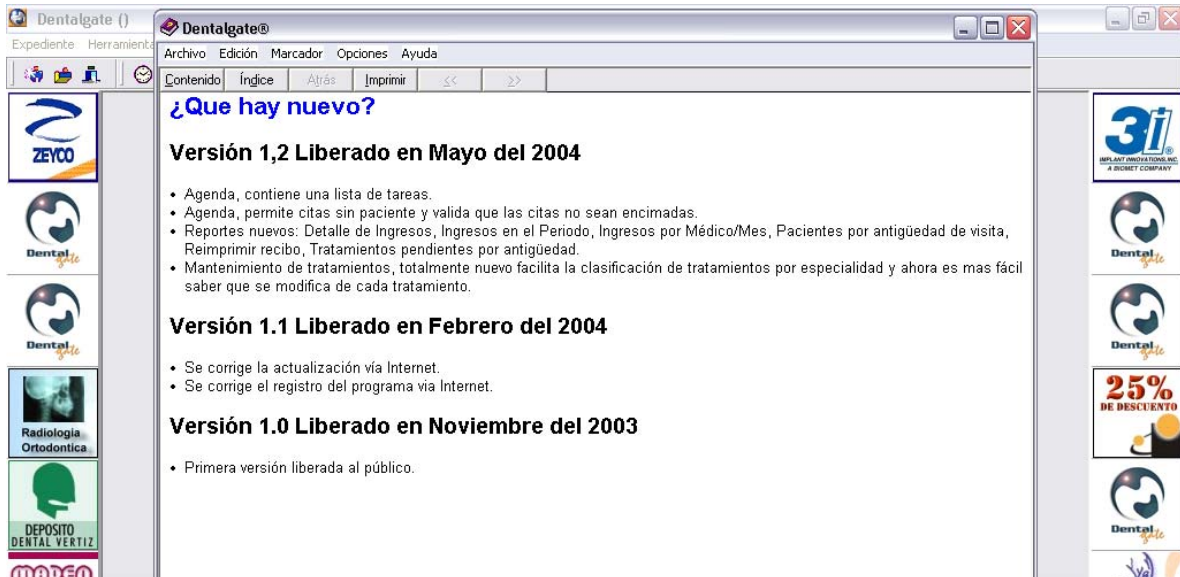 Dentalgate ()
Expediente Herramienta
Dentalgate®
Archivo Edición Marcador Opciones Ayuda
Contenido Índice Atrás Imprimir << >>
¿Que hay nuevo?
Versión 1,2 Liberado en Mayo del 2004
• Agenda, contiene una lista de tareas.
• Agenda, permite citas sin paciente y valida que las citas no sean encimadas.
• Reportes nuevos: Detalle de Ingresos, Ingresos en el Periodo, Ingresos por Médico/Mes, Pacientes por antigüedad de visita,
Reimprimir recibo, Tratamientos pendientes por antigüedad.
• Mantenimiento de tratamientos, totalmente nuevo facilita la clasificación de tratamientos por especialidad y ahora es mas fácil
saber que se modifica de cada tratamiento.
Versión 1.1 Liberado en Febrero del 2004
• Se corrige la actualización vía Internet.
• Se corrige el registro del programa via Internet.
Versión 1.0 Liberado en Noviembre del 2003
• Primera versión liberada al público.
ZEYCO
Dental
gate
Dental
gate
Radiologia
Ortodontica
DEPOSITO
DENTAL VERTIZ
3i
IMPLANT INNOVATIONS, INC.
A BIOMET COMPANY
Dental
gate
Dental
gate
25%
DE DESCUENTO
Dental
gate